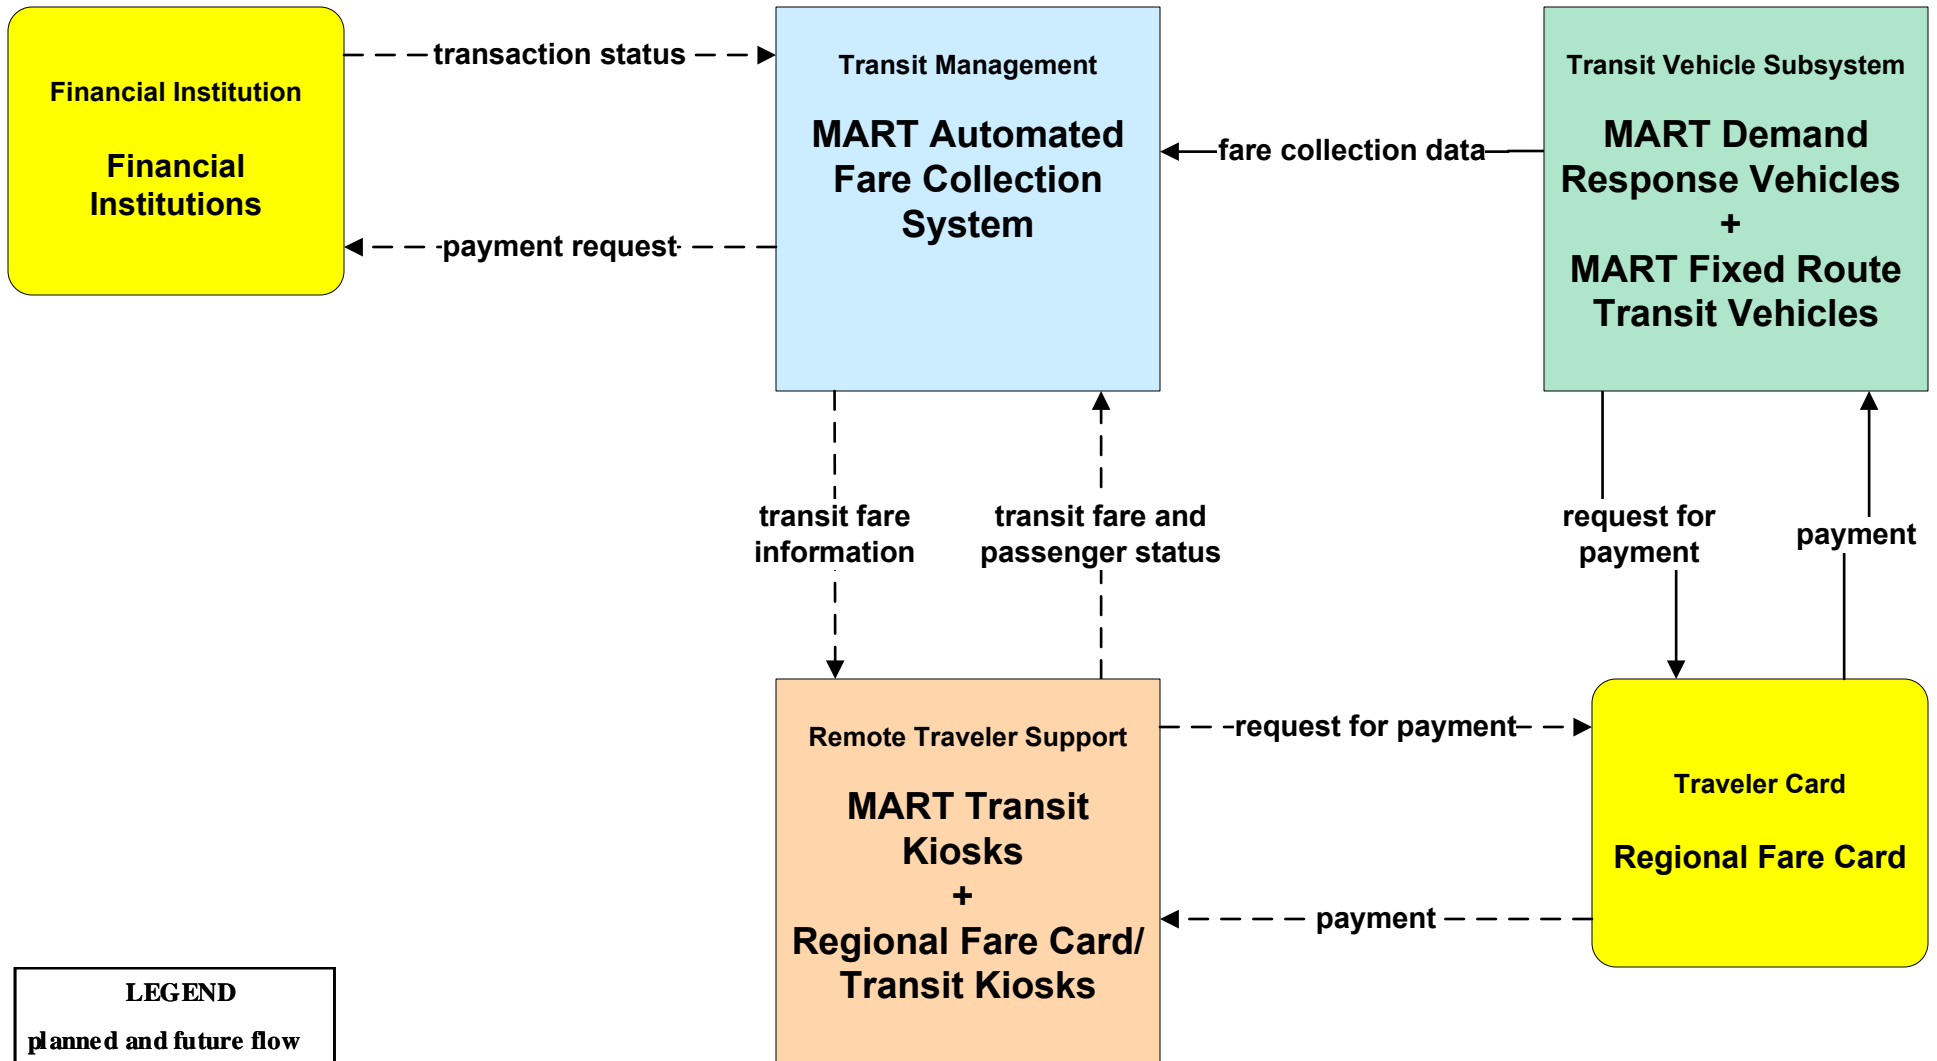 Financial Institution
Financial
Institutions
transaction status
payment request
Transit Management
MART Automated
Fare Collection
System
fare collection data
Transit Vehicle Subsystem
MART Demand
Response Vehicles
+
MART Fixed Route
Transit Vehicles
transit fare
information
transit fare and
passenger status
request for
payment
payment
Remote Traveler Support
MART Transit
Kiosks
+
Regional Fare Card/
Transit Kiosks
request for payment
payment
Traveler Card
Regional Fare Card
LEGEND
planned and future flow